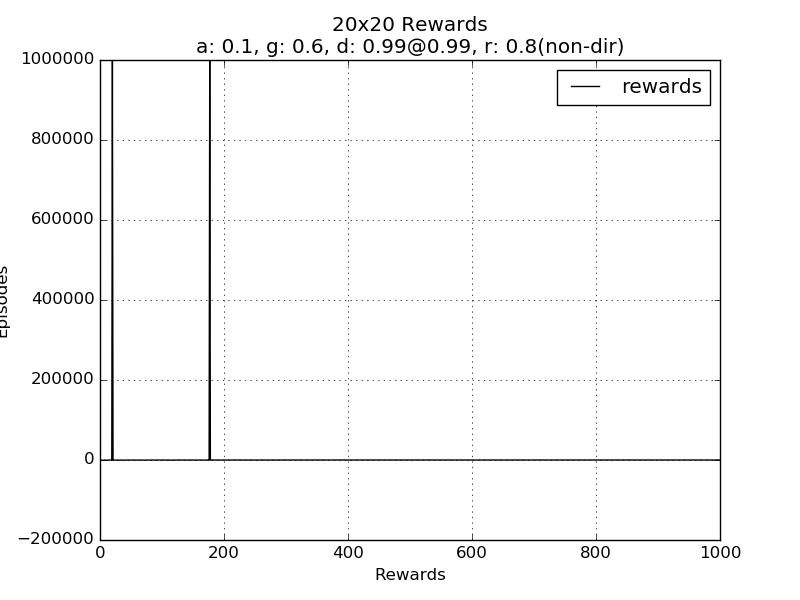 20x20 Rewards
a: 0.1, g: 0.6, d: 0.99@0.99, r: 0.8(non-dir)
rewards
1000000
800000
600000
400000
200000
0
−200000
Episodes
0 200 400 600 800 1000
Rewards